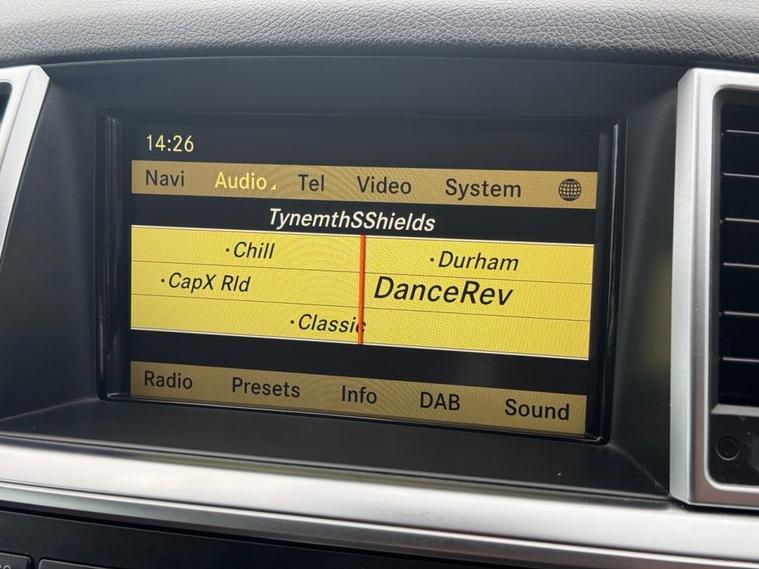 14:26
Navi Audio Tel Video System
TynemthSShields
·Chill ·Durham
·CapX Rld DanceRev
·Classic
Radio Presets Info DAB Sound